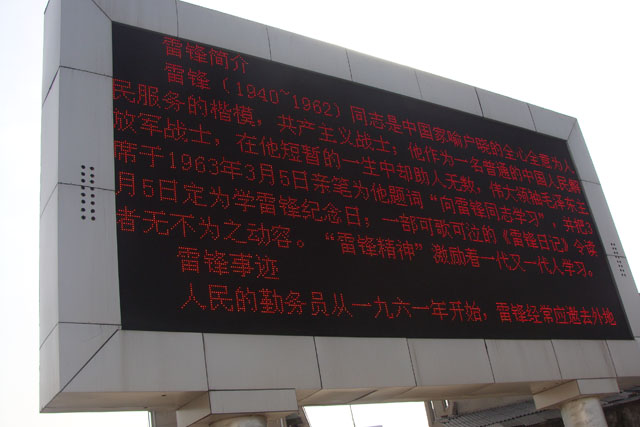 雷锋简介
雷锋（1940~1962）同志是中国家喻户晓的全心全意为人
民服务的楷模，共产主义战士；他作为一名普通的中国人民解
放军战士，在他短暂的一生中却助人无数，伟大领袖毛泽东主
席于1963年3月5日亲笔为他题词“向雷锋同志学习”，并把3
月5日定为学雷锋纪念日；一部可歌可泣的《雷锋日记》令读
者无不为之动容。“雷锋精神”激励着一代又一代人学习。
雷锋事迹
人民的勤务员从一九六一年开始，雷锋经常应邀去外地